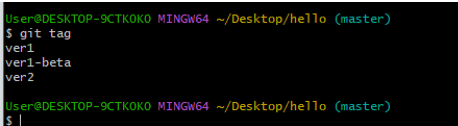 User@DESKTOP-9CTKOKO MINGW64 ~/Desktop/hello (master)
$ git tag
ver1
ver1-beta
ver2
User@DESKTOP-9CTKOKO MINGW64 ~/Desktop/hello (master)
$